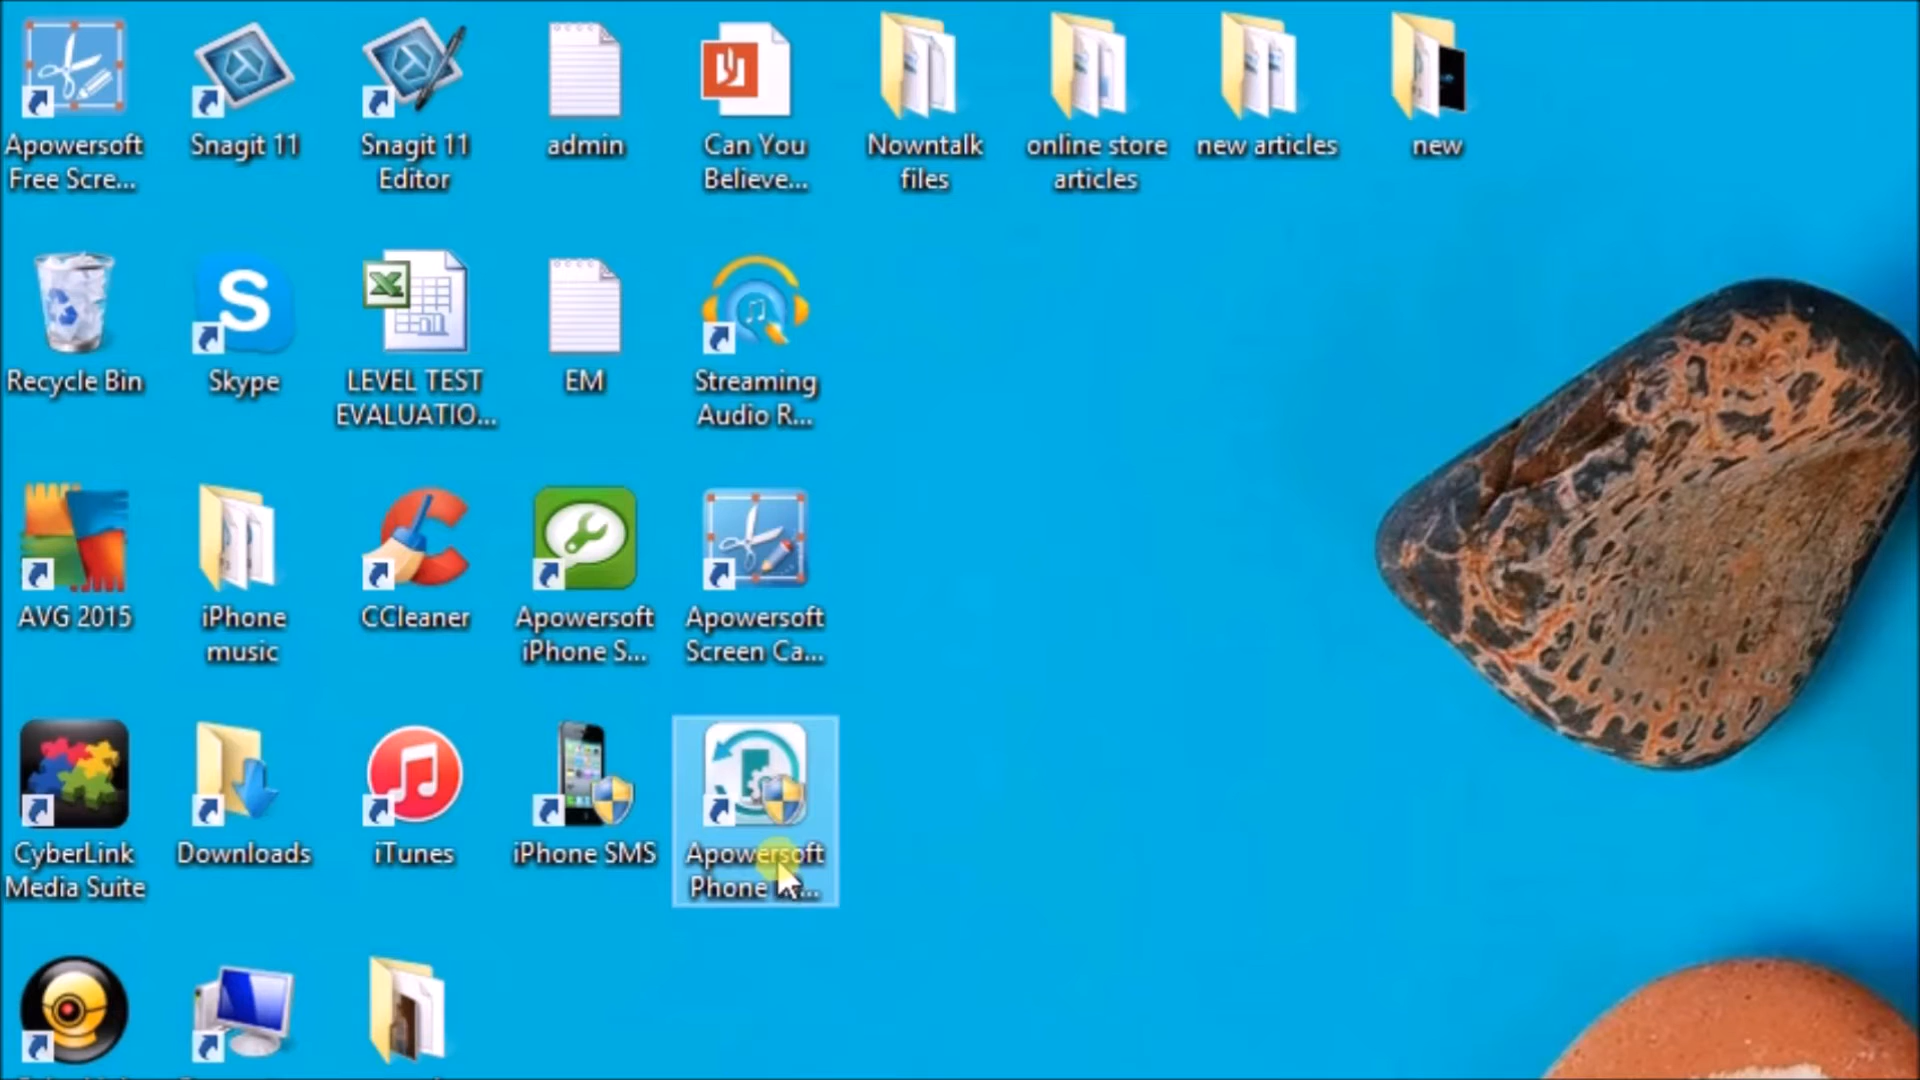 Apowersoft
Free Scre...
Snagit 11
Snagit 11
Editor
admin
Can You
Believe...
Nowntalk
files
online store
articles
new articles
new
Recycle Bin
Skype
LEVEL TEST
EVALUATIO...
EM
Streaming
Audio R...
AVG 2015
iPhone
music
CCleaner
Apowersoft
iPhone S...
Apowersoft
Screen Ca...
CyberLink
Media Suite
Downloads
iTunes
iPhone SMS
Apowersoft
Phone